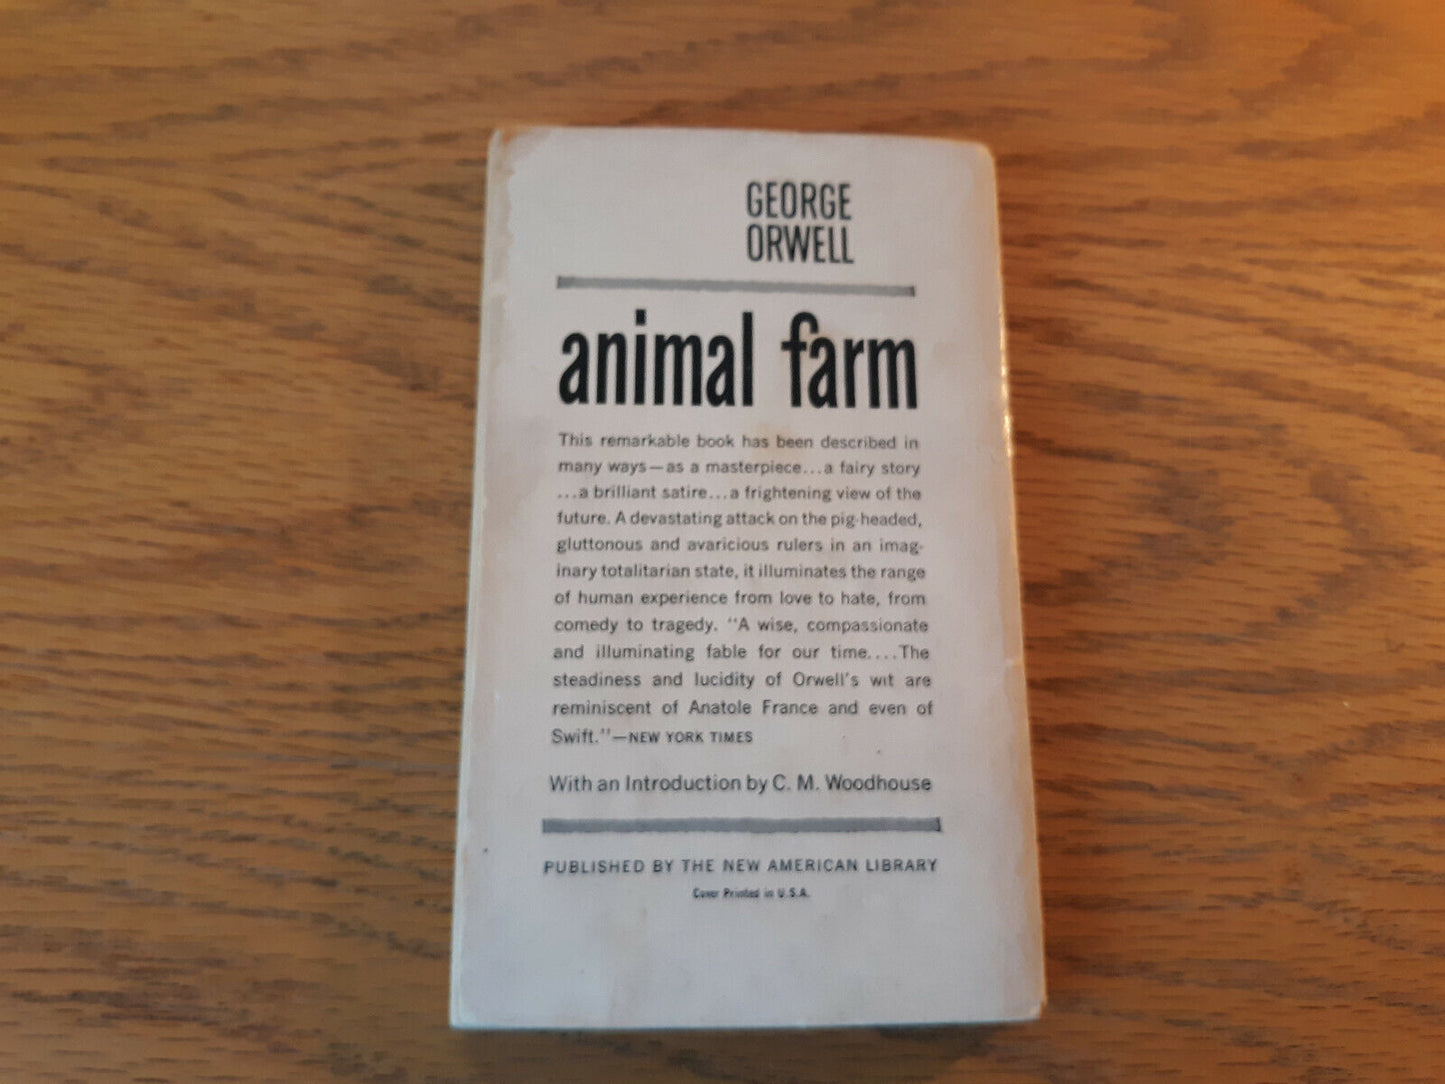 GEORGE
ORWELL
animal farm
This remarkable book has been described in
many ways—as a masterpiece...a fairy story
...a brilliant satire...a frightening view of the
future. A devastating attack on the pig-headed,
gluttonous and avaricious rulers in an imag-
inary totalitarian state, it illuminates the range
of human experience from love to hate, from
comedy to tragedy. "A wise, compassionate
and illuminating fable for our time....The
steadiness and lucidity of Orwell's wit are
reminiscent of Anatole France and even of
Swift."—NEW YORK TIMES
With an Introduction by C. M. Woodhouse
PUBLISHED BY THE NEW AMERICAN LIBRARY
Cover Printed in U.S.A.